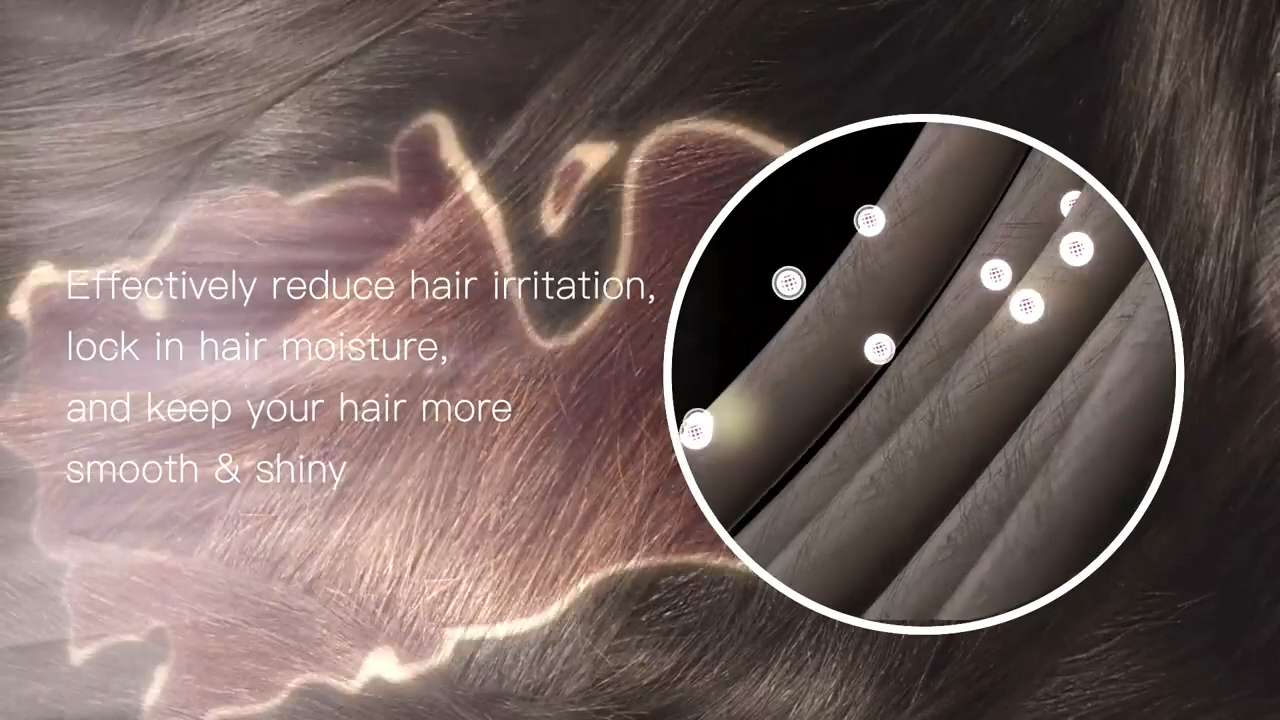 Effectively reduce hair irritation,
lock in hair moisture,
and keep your hair more
smooth & shiny